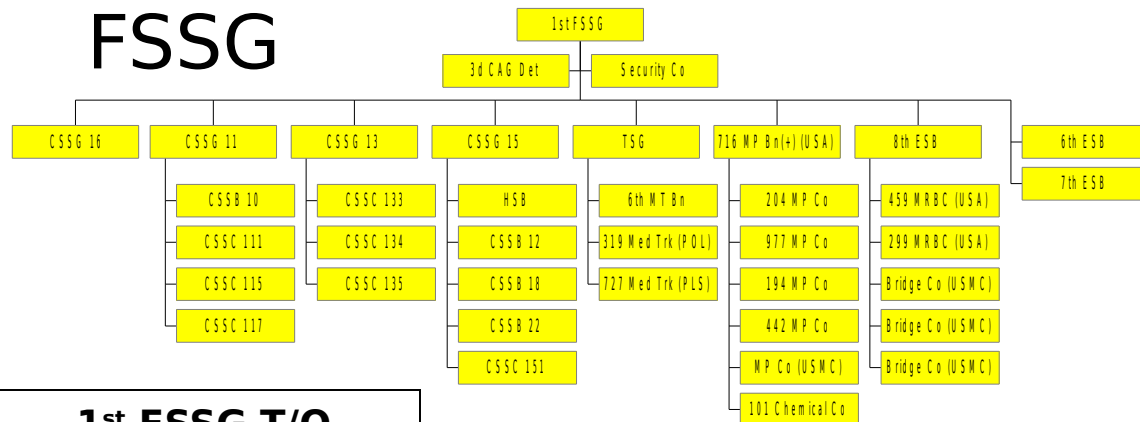 FSSG
1st FSSG
3d CAG Det
Security Co
CSSG 16
CSSG 11
CSSG 13
CSSG 15
TSG
716 MP Bn(+) (USA)
8th ESB
6th ESB
7th ESB
CSSB 10
CSSC 111
CSSC 115
CSSC 117
CSSC 133
CSSC 134
CSSC 135
HSB
CSSB 12
CSSB 18
CSSB 22
CSSC 151
6th MT Bn
319 Med Trk (POL)
727 Med Trk (PLS)
204 MP Co
977 MP Co
194 MP Co
442 MP Co
MP Co (USMC)
101 Chemical Co
459 MRBC (USA)
299 MRBC (USA)
Bridge Co (USMC)
Bridge Co (USMC)
Bridge Co (USMC)
1st FSSG T/O